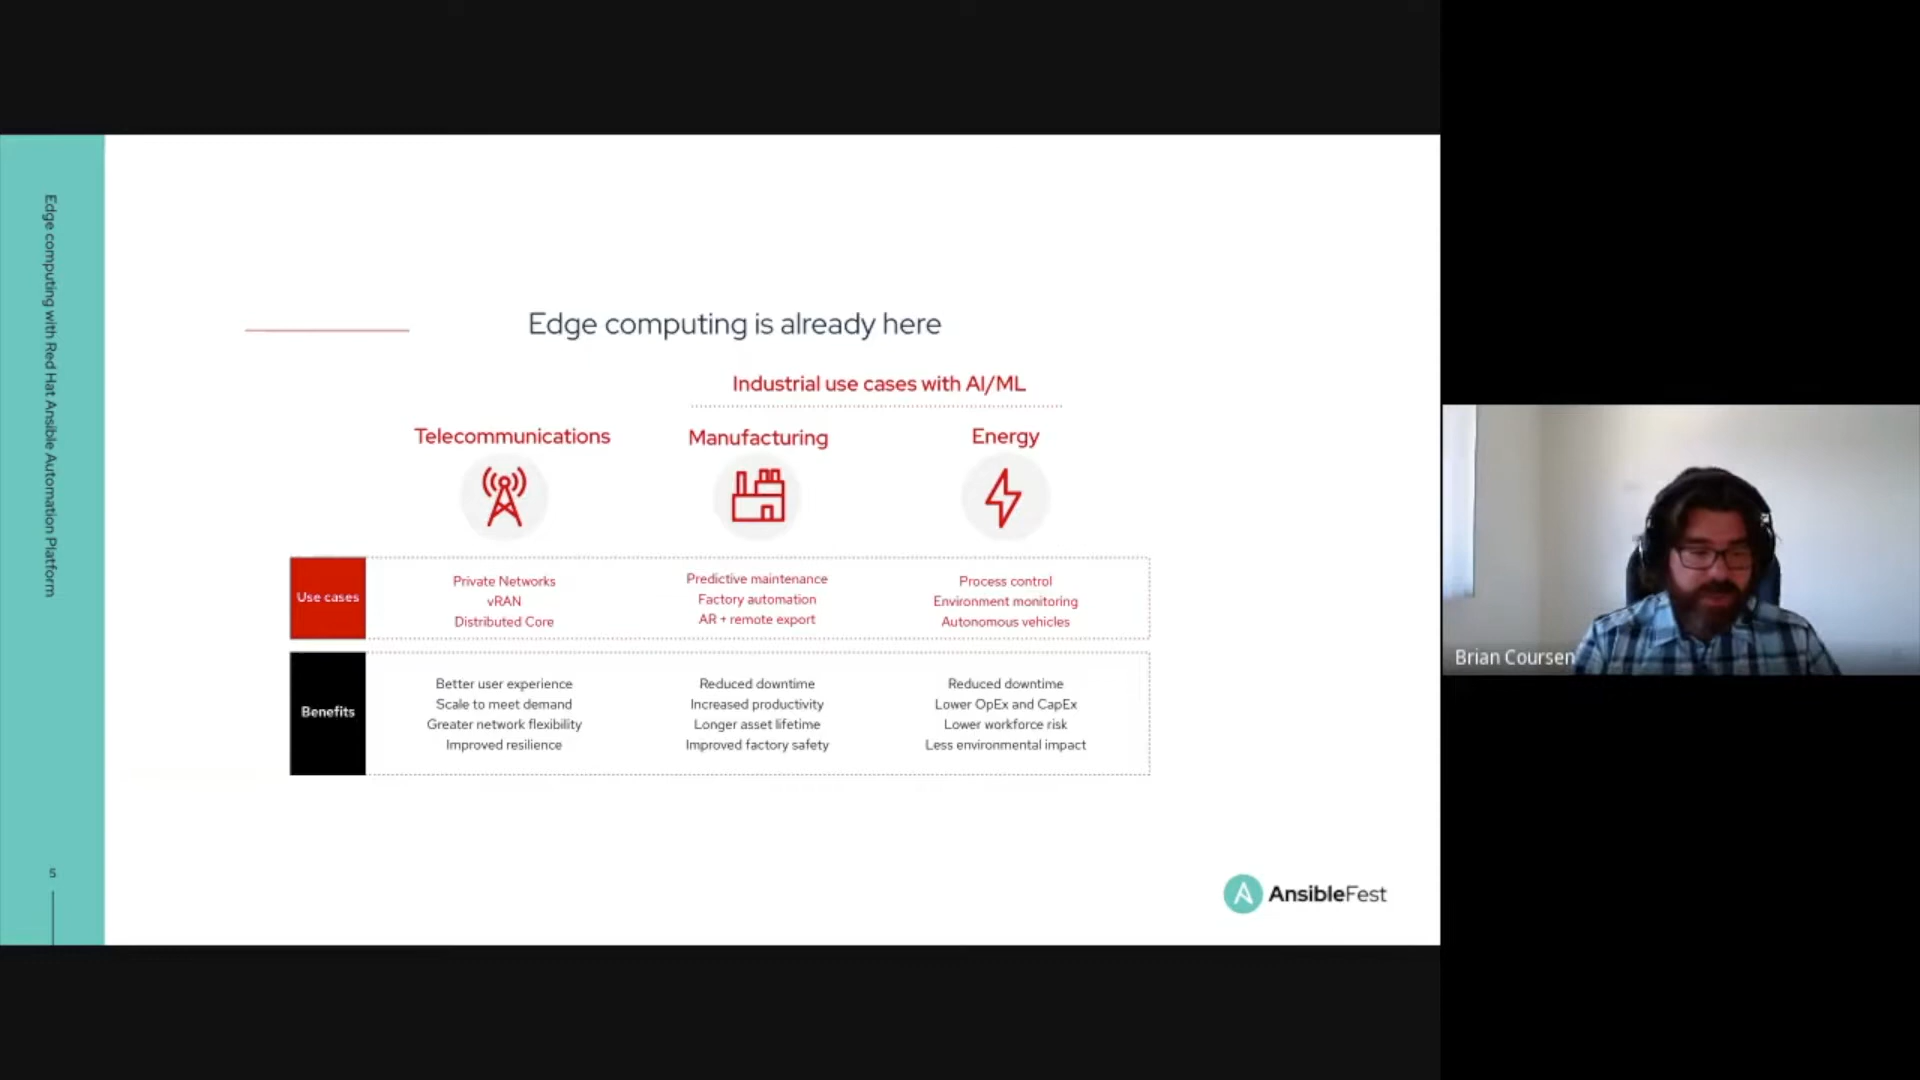 Edge computing with Red Hat Ansible Automation Platform
5
Edge computing is already here
Industrial use cases with AI/ML
Telecommunications
Manufacturing
Energy
Use cases
Private Networks
vRAN
Distributed Core
Predictive maintenance
Factory automation
AR + remote export
Process control
Environment monitoring
Autonomous vehicles
Benefits
Better user experience
Scale to meet demand
Greater network flexibility
Improved resilience
Reduced downtime
Increased productivity
Longer asset lifetime
Improved factory safety
Reduced downtime
Lower OpEx and CapEx
Lower workforce risk
Less environmental impact
AnsibleFest
Brian Coursen